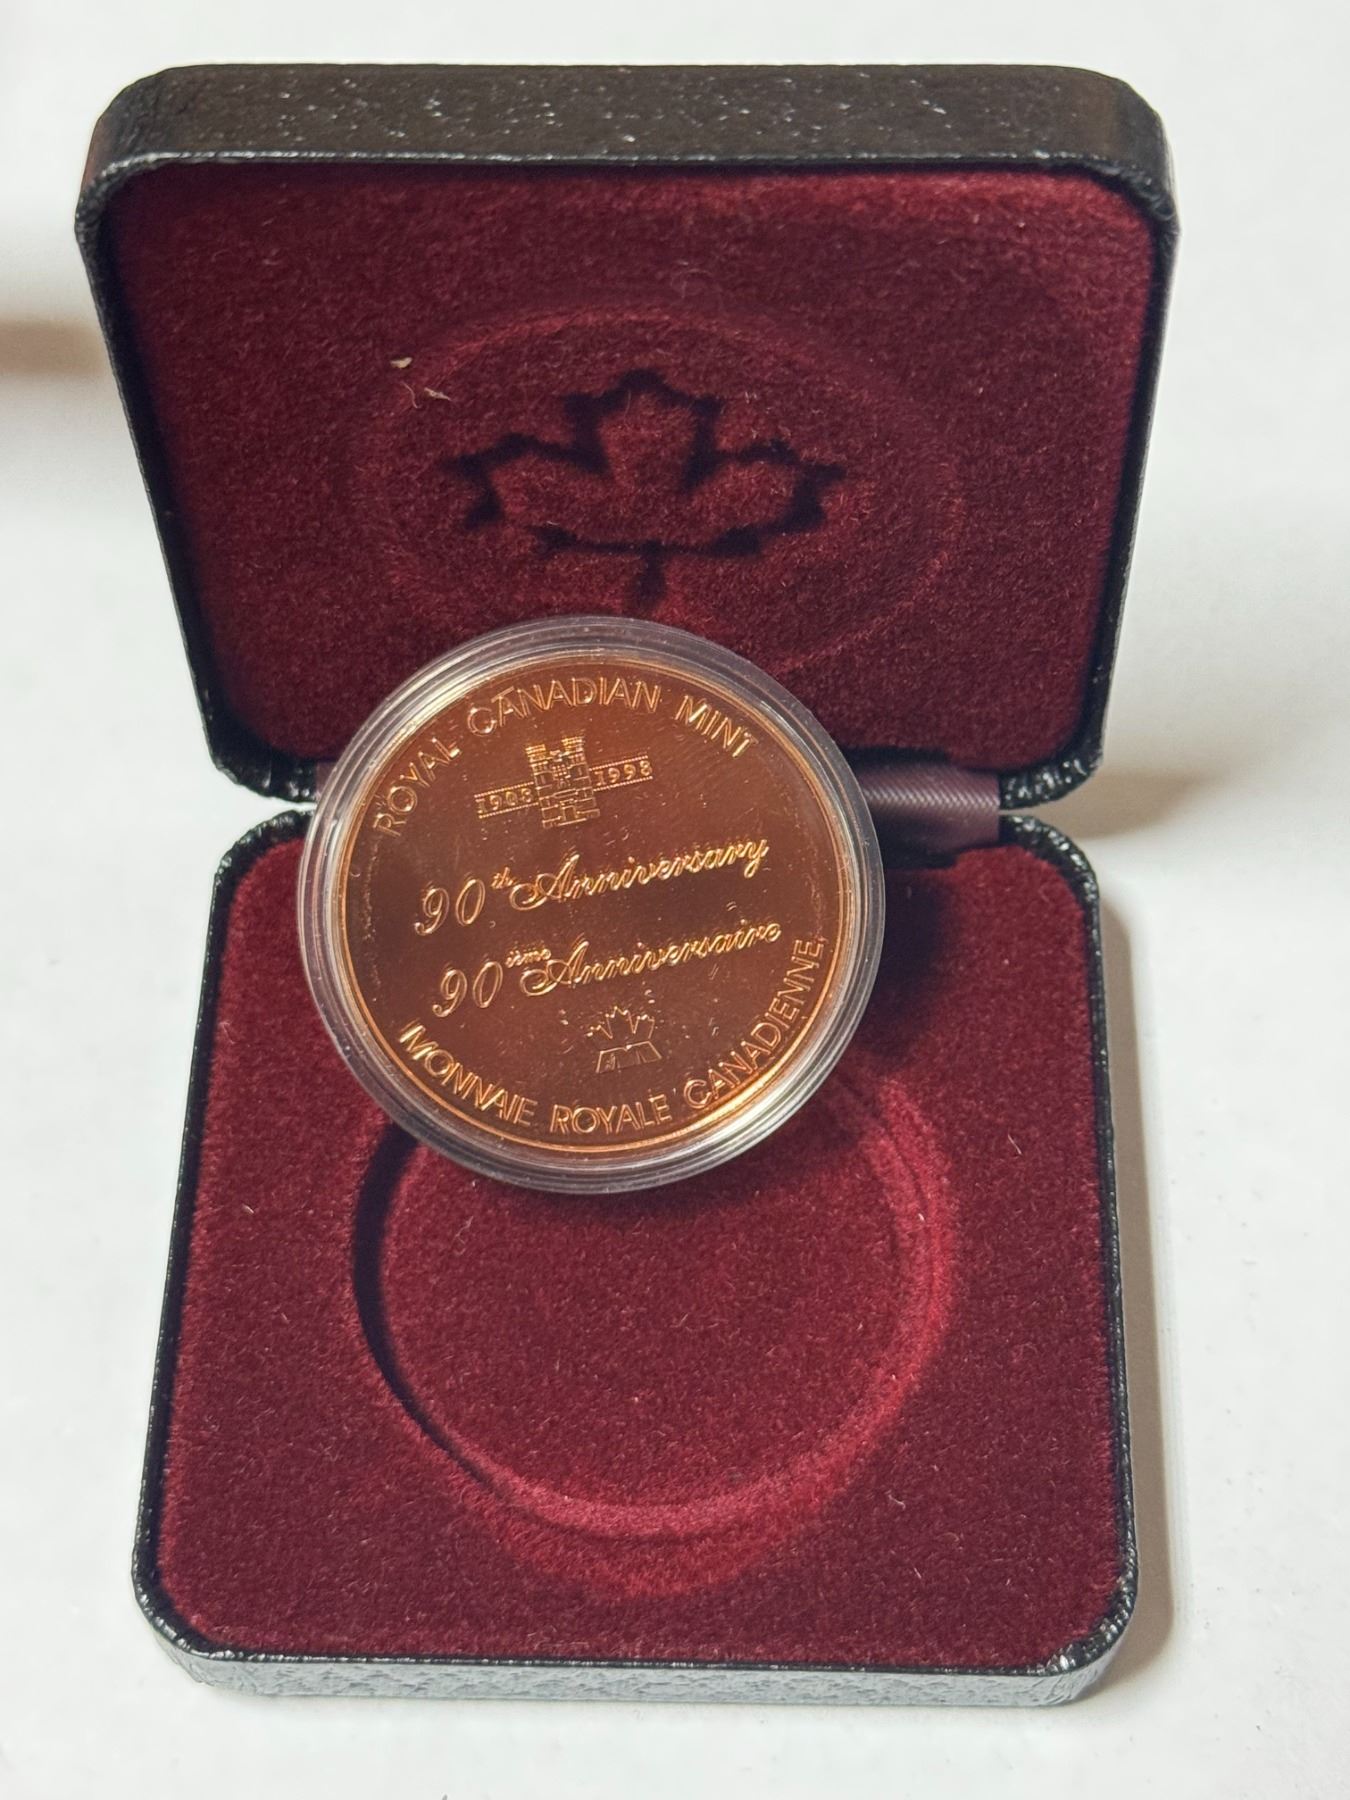 ROYAL CANADIAN MINT
1908 1998
90th Anniversary
90ième Anniversaire
MONNAIE ROYALE CANADIENNE